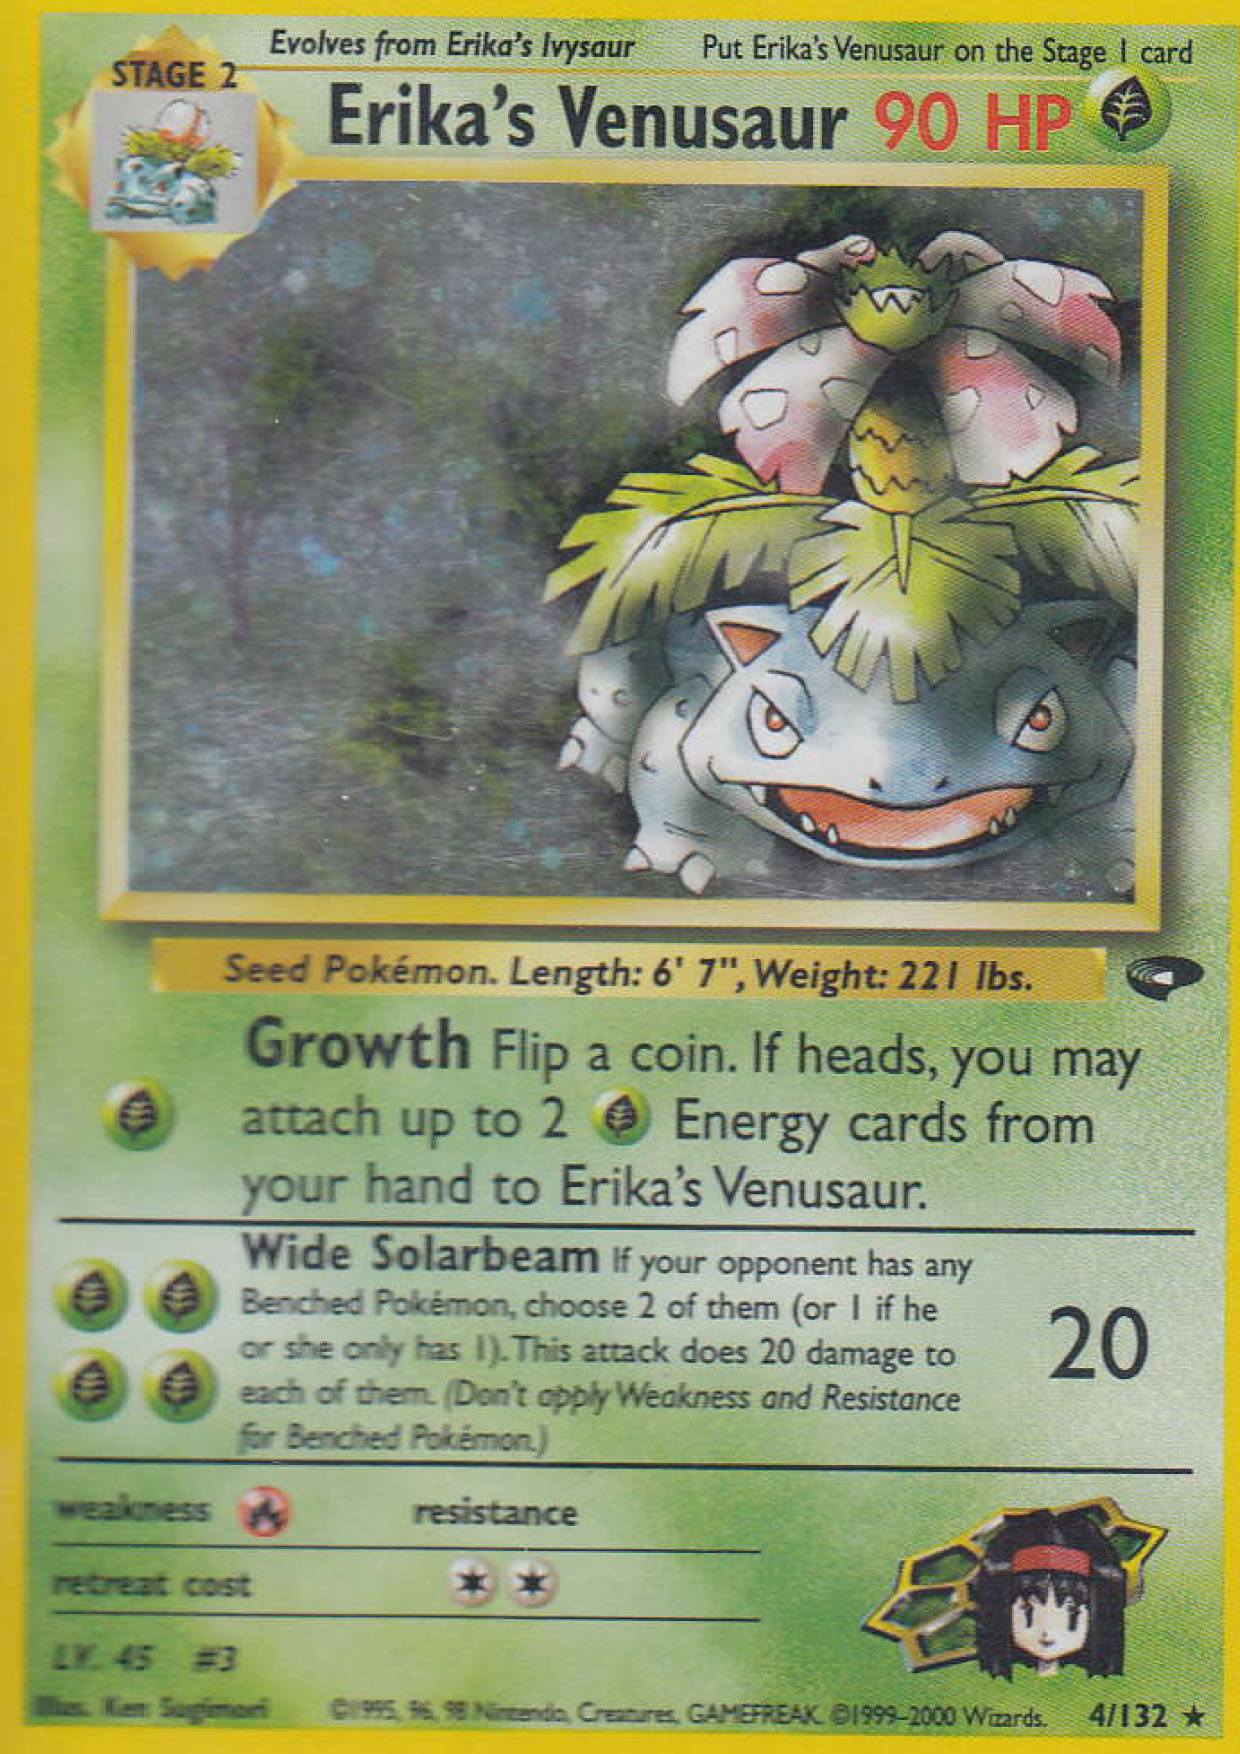 Evolves from Erika's Ivysaur Put Erika's Venusaur on the Stage 1 card
STAGE 2
Erika's Venusaur 90 HP
Seed Pokémon. Length: 6' 7", Weight: 221 lbs.
Growth Flip a coin. If heads, you may
attach up to 2 Energy cards from
your hand to Erika's Venusaur.
Wide Solarbeam If your opponent has any
Benched Pokémon, choose 2 of them (or 1 if he
or she only has 1). This attack does 20 damage to
each of them. (Don't apply Weakness and Resistance
for Benched Pokémon.)
20
weakness resistance
retreat cost
LV. 45 #3
Illus. Ken Sugimori ©1995, 96, 98 Nintendo, Creatures, GAMEFREAK. ©1999–2000 Wizards. 4/132 ★